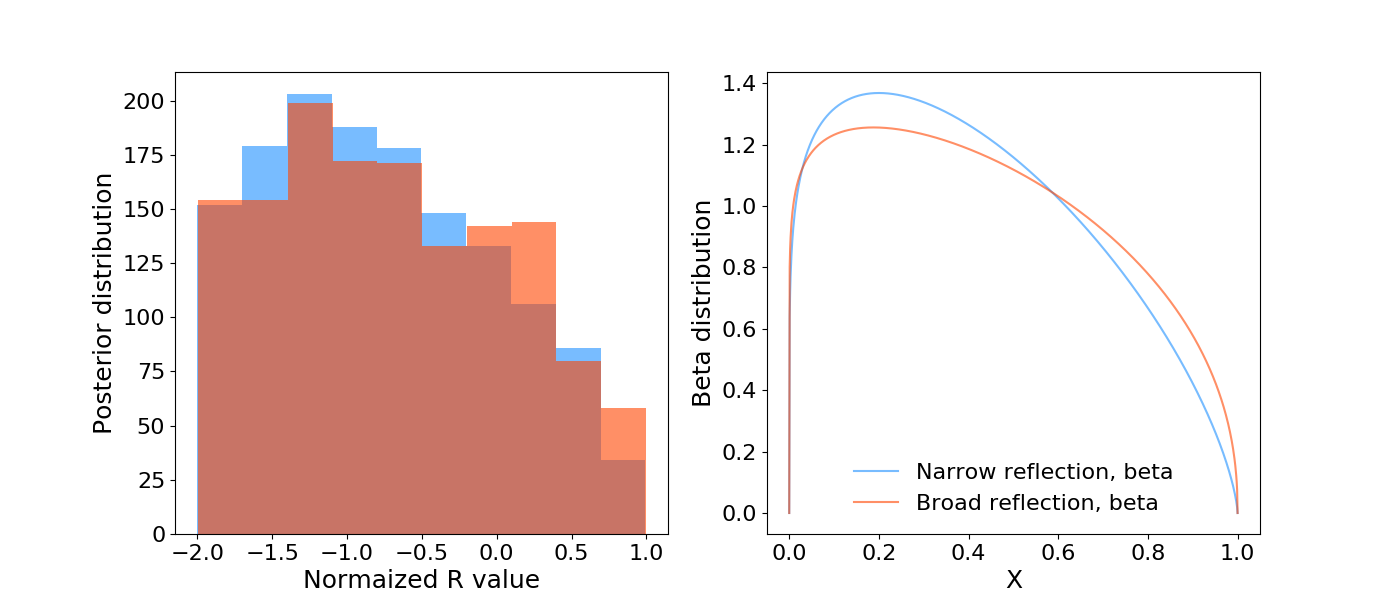 Posterior distribution
200
175
150
125
100
75
50
25
0
−2.0 −1.5 −1.0 −0.5 0.0 0.5 1.0
Normaized R value
Beta distribution
1.4
1.2
1.0
0.8
0.6
0.4
0.2
0.0
Narrow reflection, beta
Broad reflection, beta
0.0 0.2 0.4 0.6 0.8 1.0
X